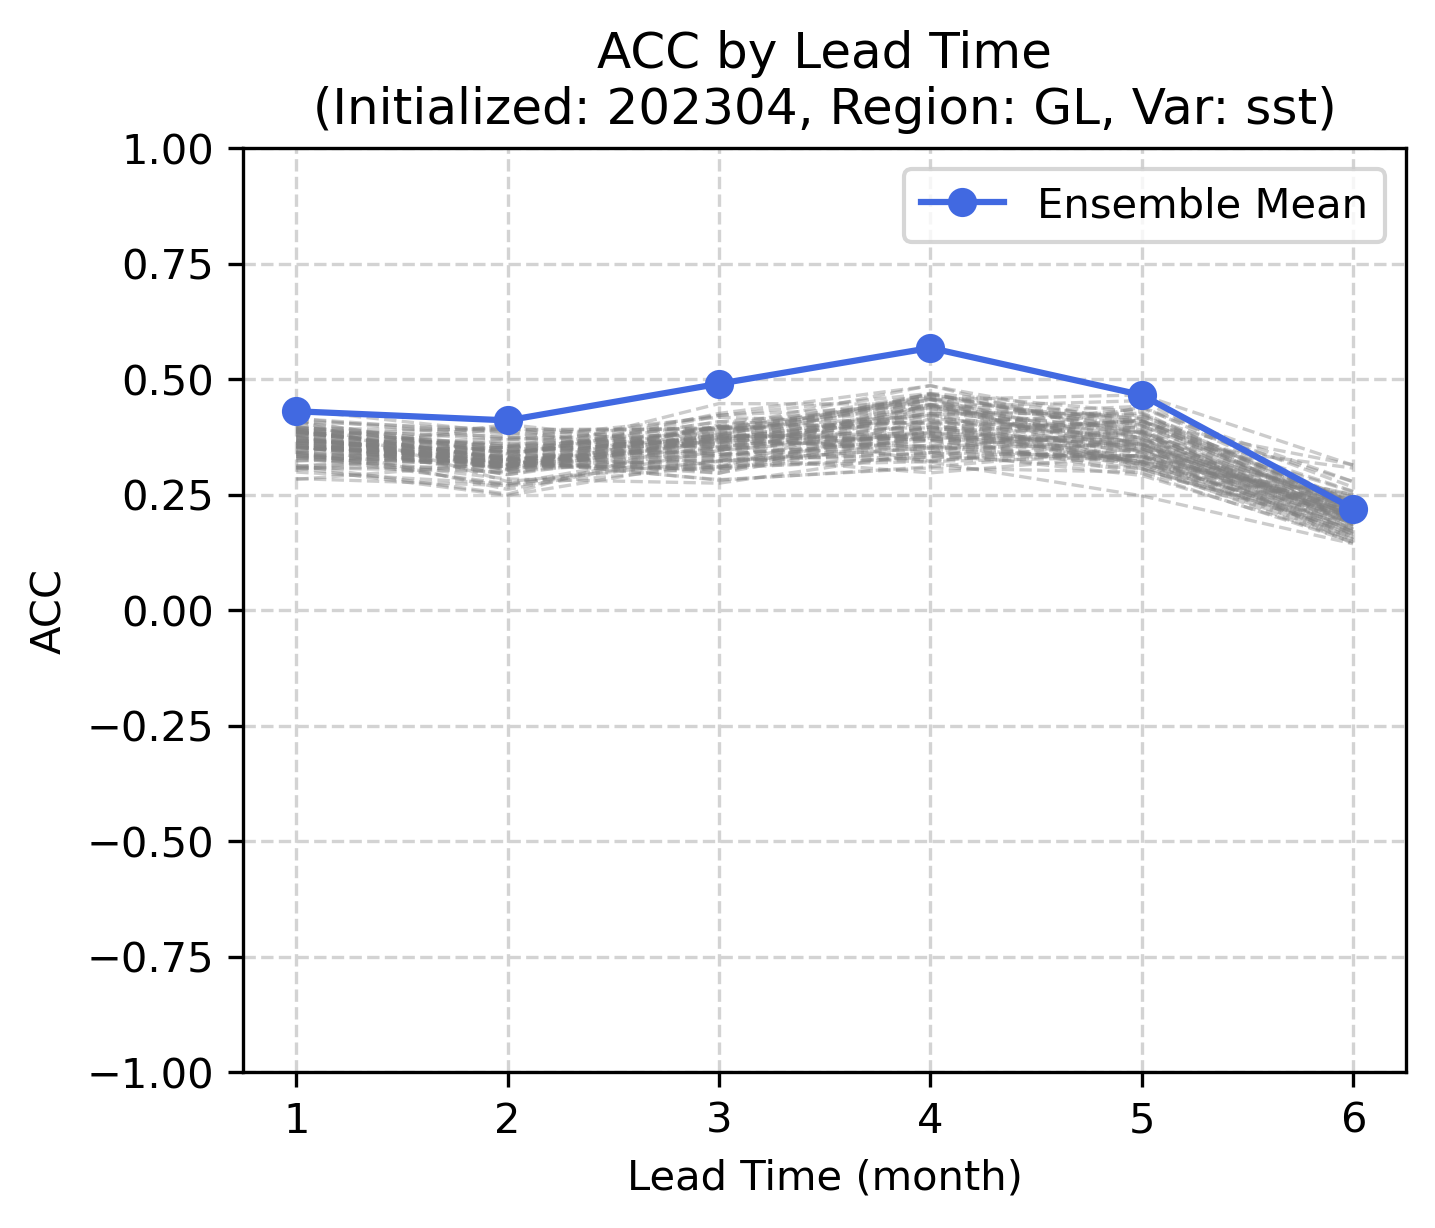 ACC by Lead Time
(Initialized: 202304, Region: GL, Var: sst)
Ensemble Mean
1.00
0.75
0.50
0.25
0.00
−0.25
−0.50
−0.75
−1.00
ACC
1 2 3 4 5 6
Lead Time (month)